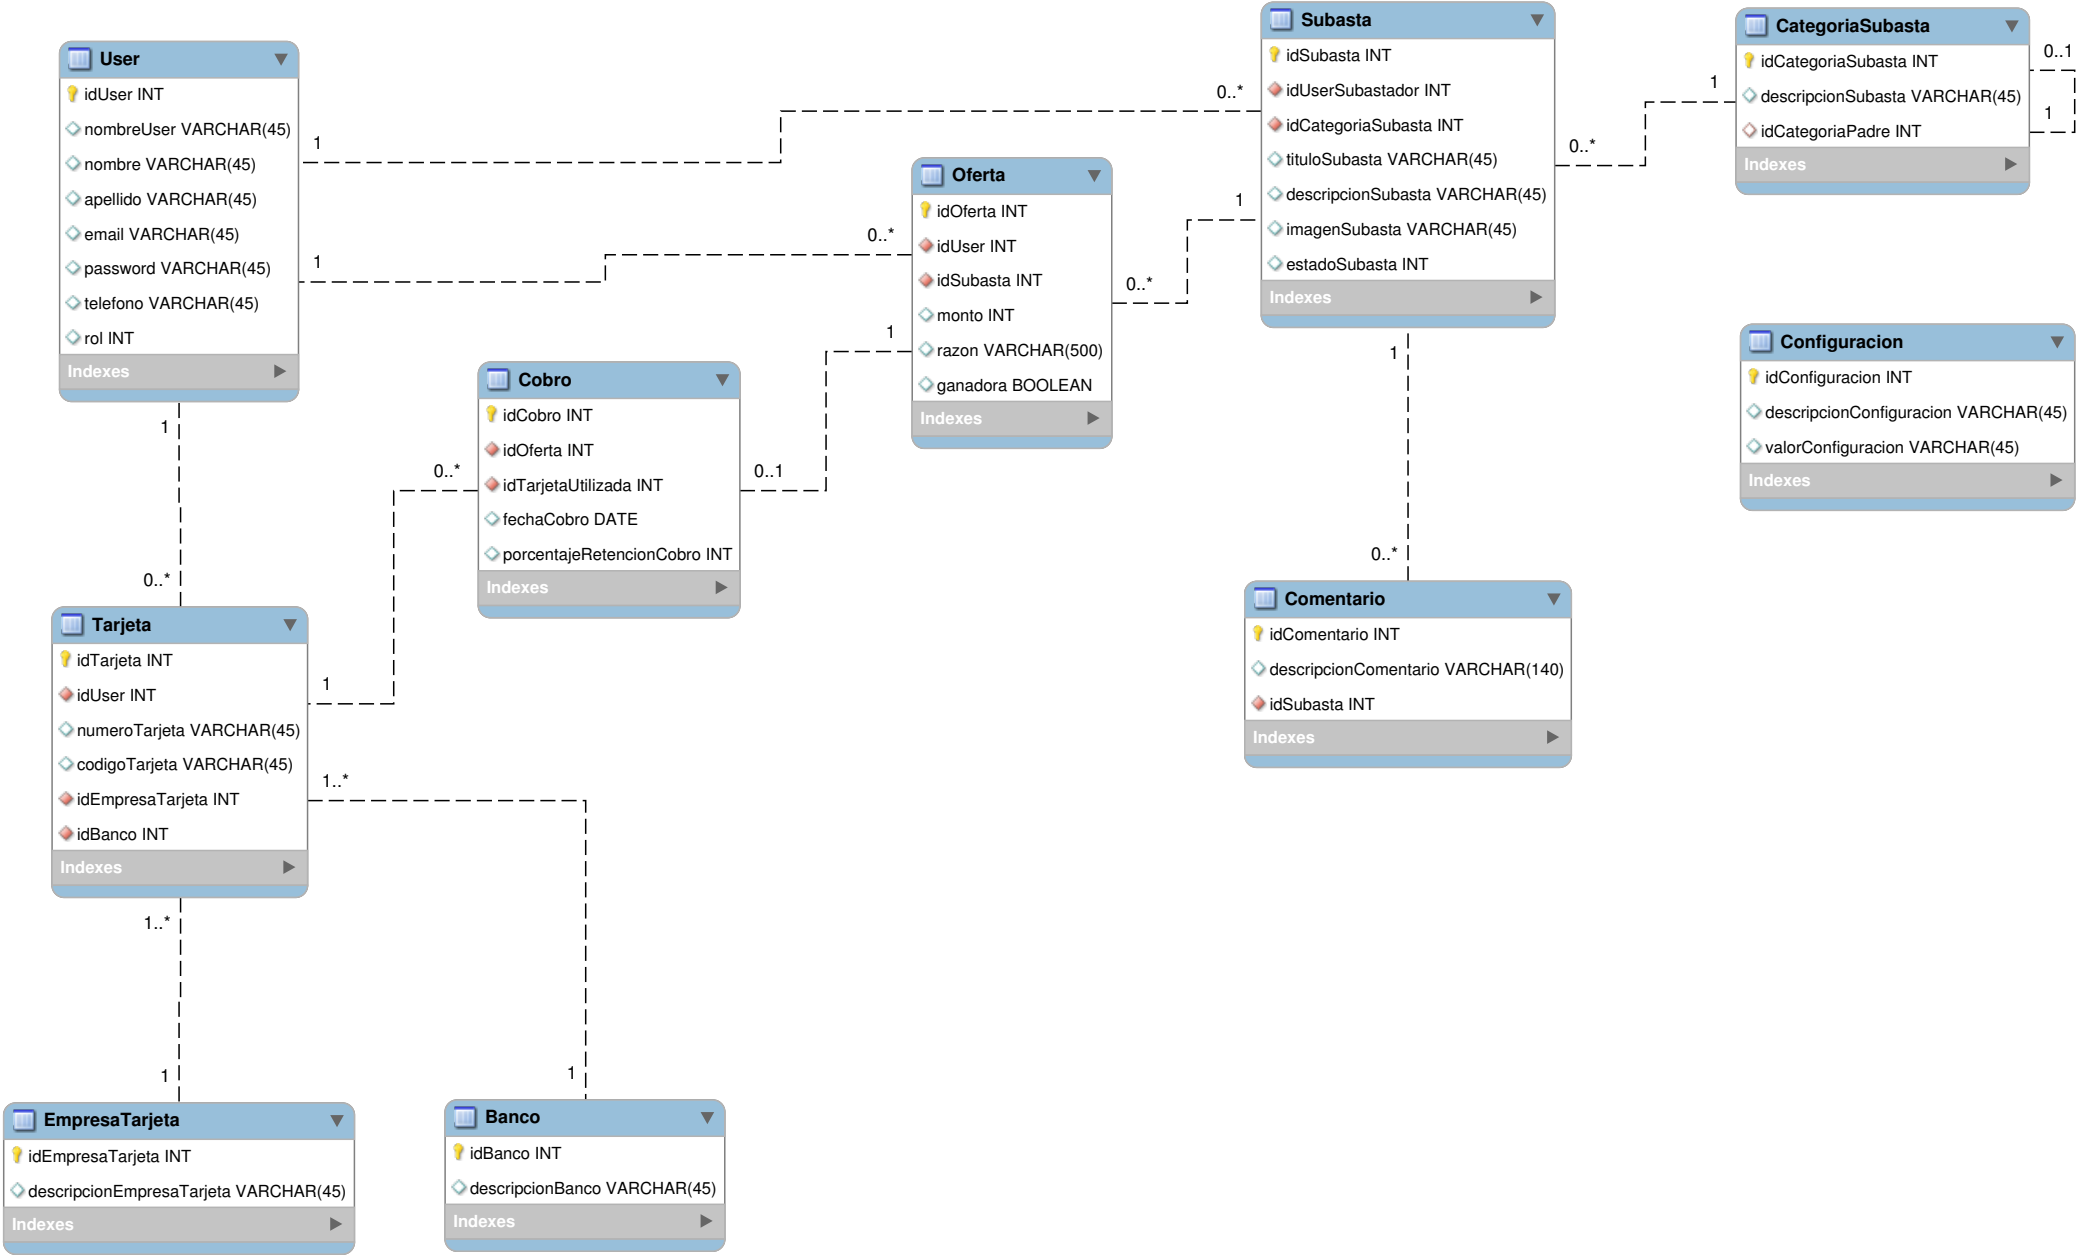 User
idUser INT
nombreUser VARCHAR(45)
nombre VARCHAR(45)
apellido VARCHAR(45)
email VARCHAR(45)
password VARCHAR(45)
telefono VARCHAR(45)
rol INT
Indexes
Subasta
idSubasta INT
idUserSubastador INT
idCategoriaSubasta INT
tituloSubasta VARCHAR(45)
descripcionSubasta VARCHAR(45)
imagenSubasta VARCHAR(45)
estadoSubasta INT
Indexes
CategoriaSubasta
idCategoriaSubasta INT
descripcionSubasta VARCHAR(45)
idCategoriaPadre INT
Indexes
0..1
1
1
0..*
1
0..*
Oferta
idOferta INT
idUser INT
idSubasta INT
monto INT
razon VARCHAR(500)
ganadora BOOLEAN
Indexes
1
0..*
1
0..*
Configuracion
idConfiguracion INT
descripcionConfiguracion VARCHAR(45)
valorConfiguracion VARCHAR(45)
Indexes
Cobro
idCobro INT
idOferta INT
idTarjetaUtilizada INT
fechaCobro DATE
porcentajeRetencionCobro INT
Indexes
1
0..1
1
0..*
1
0..*
Comentario
idComentario INT
descripcionComentario VARCHAR(140)
idSubasta INT
Indexes
Tarjeta
idTarjeta INT
idUser INT
numeroTarjeta VARCHAR(45)
codigoTarjeta VARCHAR(45)
idEmpresaTarjeta INT
idBanco INT
Indexes
0..*
1
1..*
1
1..*
1
EmpresaTarjeta
idEmpresaTarjeta INT
descripcionEmpresaTarjeta VARCHAR(45)
Indexes
Banco
idBanco INT
descripcionBanco VARCHAR(45)
Indexes